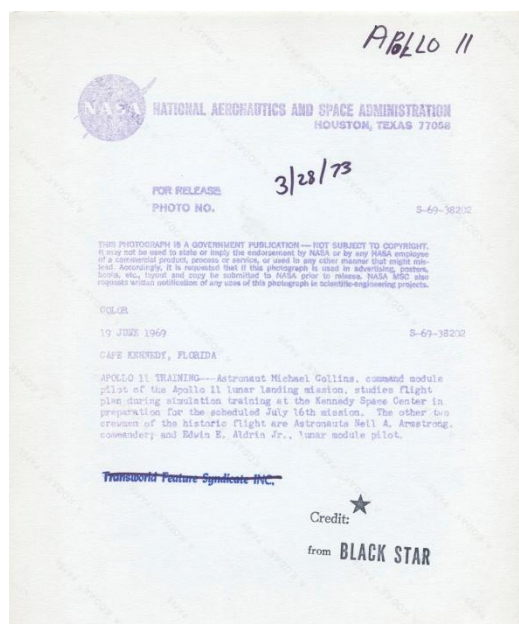 APOLLO 11
NASA
NATIONAL AERONAUTICS AND SPACE ADMINISTRATION
HOUSTON, TEXAS 77058
3/28/73
FOR RELEASE
PHOTO NO.
S-69-38202
THIS PHOTOGRAPH IS A GOVERNMENT PUBLICATION — NOT SUBJECT TO COPYRIGHT.
It may not be used to state or imply the endorsement by NASA or by any NASA employee
of a commercial product, process or service, or used in any other manner that might mis-
lead. Accordingly, it is requested that if this photograph is used in advertising, posters,
books, etc., layout and copy be submitted to NASA prior to release. NASA MSC also
requests written notification of any uses of this photograph in scientific-engineering projects.
COLOR
19 JUNE 1969
S-69-38202
CAPE KENNEDY, FLORIDA
APOLLO 11 TRAINING---Astronaut Michael Collins, command module
pilot of the Apollo 11 lunar landing mission, studies flight
plan during simulation training at the Kennedy Space Center in
preparation for the scheduled July 16th mission. The other two
crewmen of the historic flight are Astronauts Neil A. Armstrong,
commander; and Edwin E. Aldrin Jr., lunar module pilot.
Transworld Feature Syndicate INC.
Credit:
from BLACK STAR